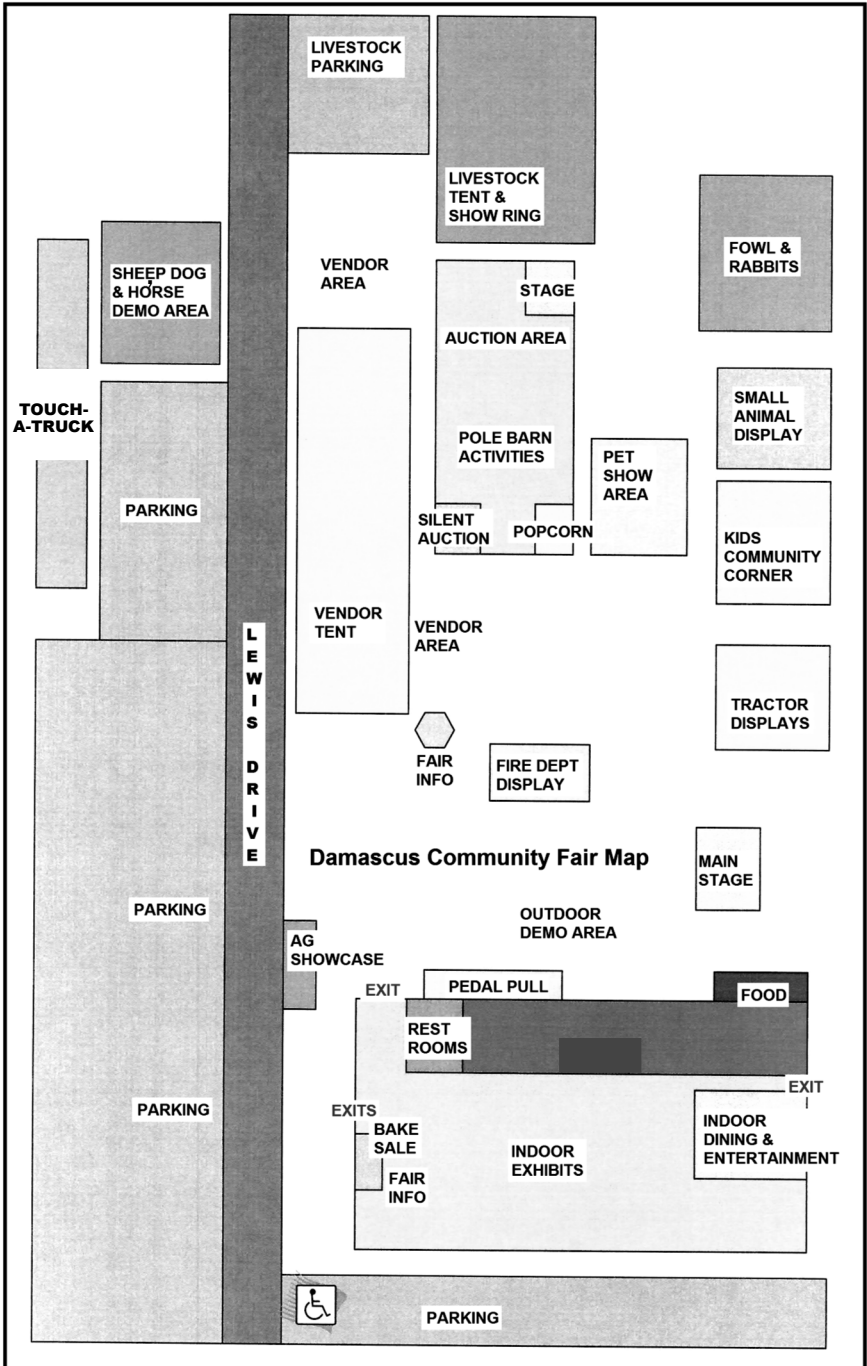 LIVESTOCK
PARKING
LIVESTOCK
TENT &
SHOW RING
FOWL &
RABBITS
SHEEP DOG
& HORSE
DEMO AREA
VENDOR
AREA
STAGE
AUCTION AREA
TOUCH-
A-TRUCK
SMALL
ANIMAL
DISPLAY
POLE BARN
ACTIVITIES
PET
SHOW
AREA
PARKING
SILENT
AUCTION
POPCORN
KIDS
COMMUNITY
CORNER
VENDOR
TENT
VENDOR
AREA
LEWIS DRIVE
TRACTOR
DISPLAYS
FAIR
INFO
FIRE DEPT
DISPLAY
Damascus Community Fair Map
MAIN
STAGE
PARKING
OUTDOOR
DEMO AREA
AG
SHOWCASE
EXIT
PEDAL PULL
FOOD
REST
ROOMS
EXIT
PARKING
EXITS
BAKE
SALE
FAIR
INFO
INDOOR
EXHIBITS
INDOOR
DINING &
ENTERTAINMENT
PARKING